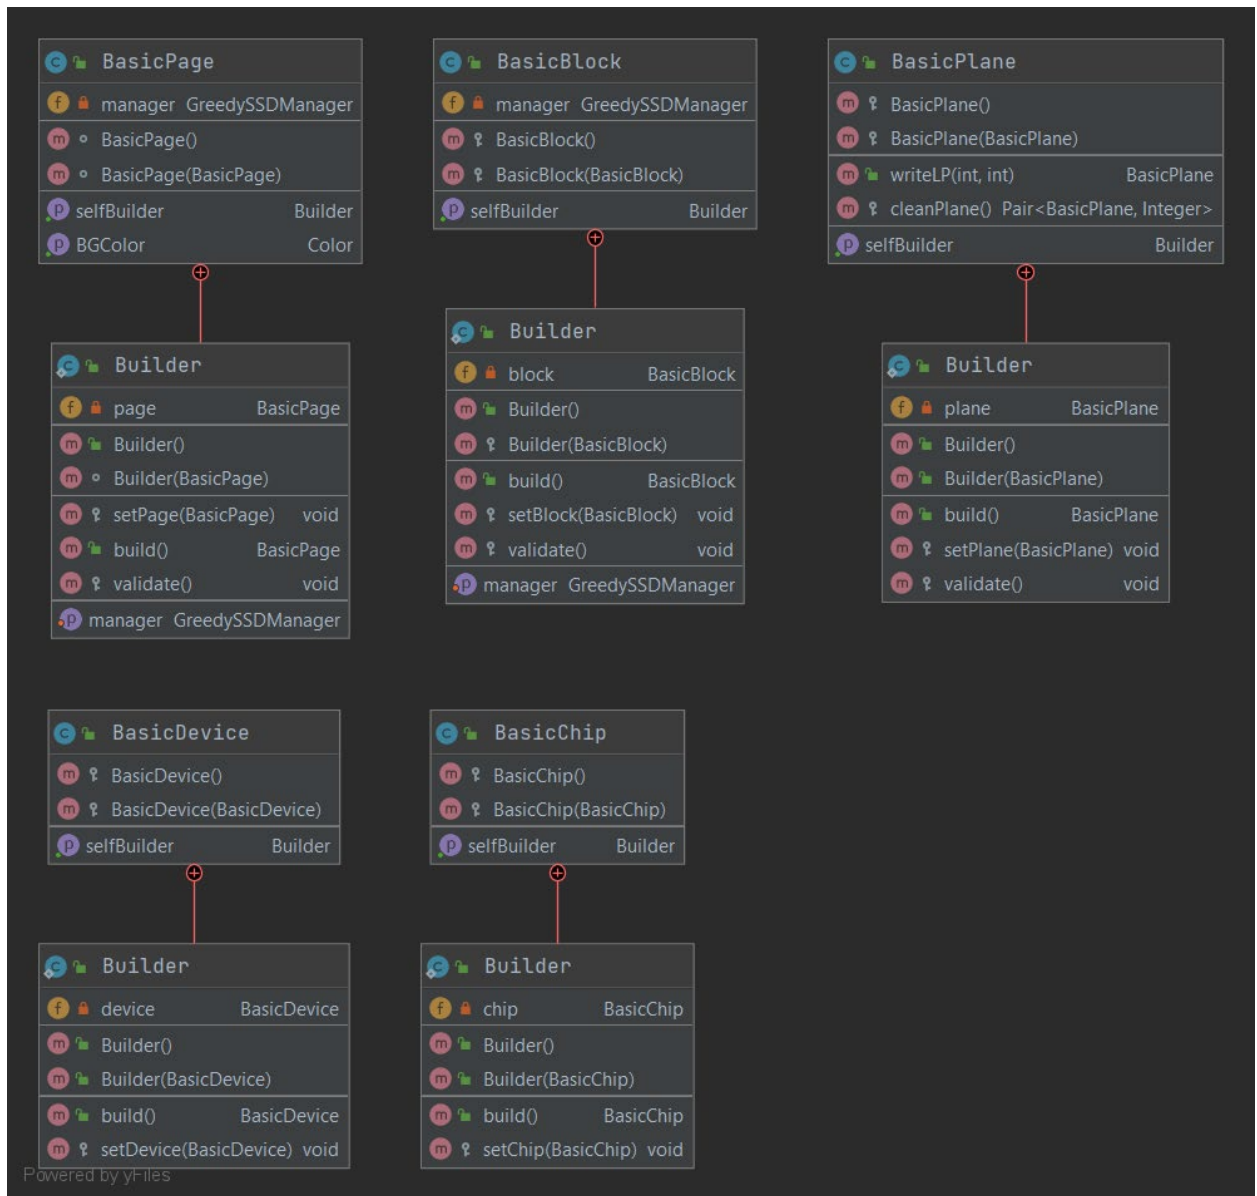 BasicPage
manager GreedySSDManager
BasicPage()
BasicPage(BasicPage)
selfBuilder Builder
BGColor Color
Builder
page BasicPage
Builder()
Builder(BasicPage)
setPage(BasicPage) void
build() BasicPage
validate() void
manager GreedySSDManager
BasicBlock
manager GreedySSDManager
BasicBlock()
BasicBlock(BasicBlock)
selfBuilder Builder
Builder
block BasicBlock
Builder()
Builder(BasicBlock)
build() BasicBlock
setBlock(BasicBlock) void
validate() void
manager GreedySSDManager
BasicPlane
BasicPlane()
BasicPlane(BasicPlane)
writeLP(int, int) BasicPlane
cleanPlane() Pair<BasicPlane, Integer>
selfBuilder Builder
Builder
plane BasicPlane
Builder()
Builder(BasicPlane)
build() BasicPlane
setPlane(BasicPlane) void
validate() void
BasicDevice
BasicDevice()
BasicDevice(BasicDevice)
selfBuilder Builder
Builder
device BasicDevice
Builder()
Builder(BasicDevice)
build() BasicDevice
setDevice(BasicDevice) void
BasicChip
BasicChip()
BasicChip(BasicChip)
selfBuilder Builder
Builder
chip BasicChip
Builder()
Builder(BasicChip)
build() BasicChip
setChip(BasicChip) void
Powered by yFiles